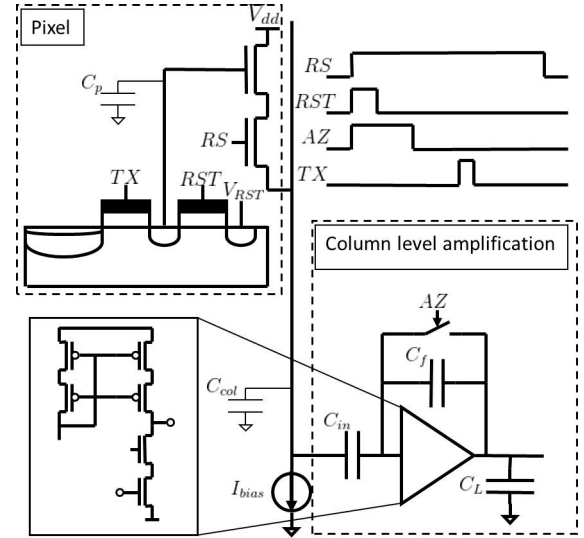 Pixel
V_dd
C_p
RS
RST
AZ
TX
RS
TX
RST
V_RST
Column level amplification
AZ
C_f
C_col
C_in
I_bias
C_L